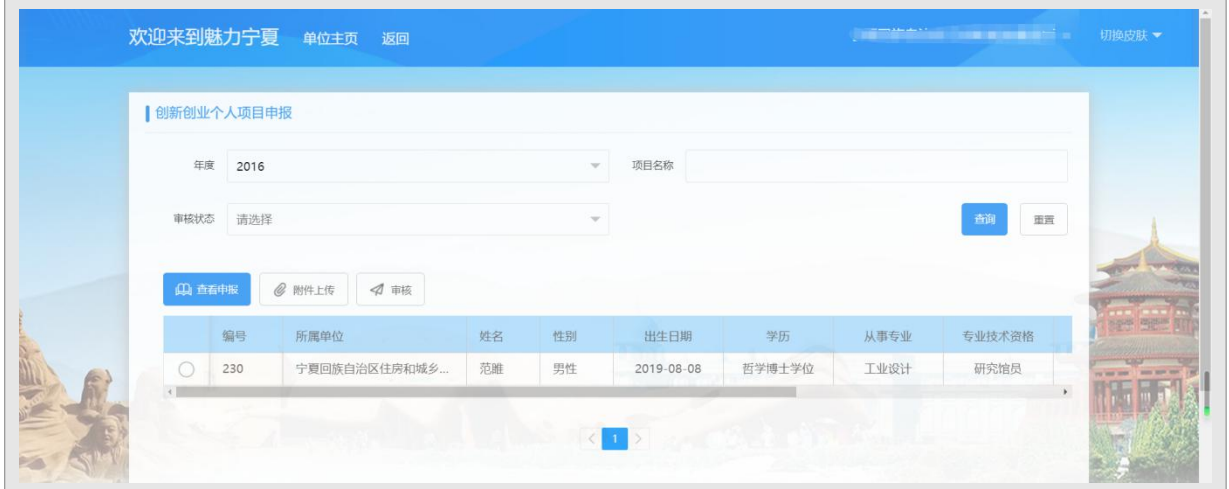 欢迎来到魅力宁夏 单位主页 返回 切换皮肤
创新创业个人项目申报
年度 2016 项目名称
审核状态 请选择 查询 重置
查看申报 附件上传 审核
编号 所属单位 姓名 性别 出生日期 学历 从事专业 专业技术资格
230 宁夏回族自治区住房和城乡... 范雎 男性 2019-08-08 哲学博士学位 工业设计 研究馆员
1